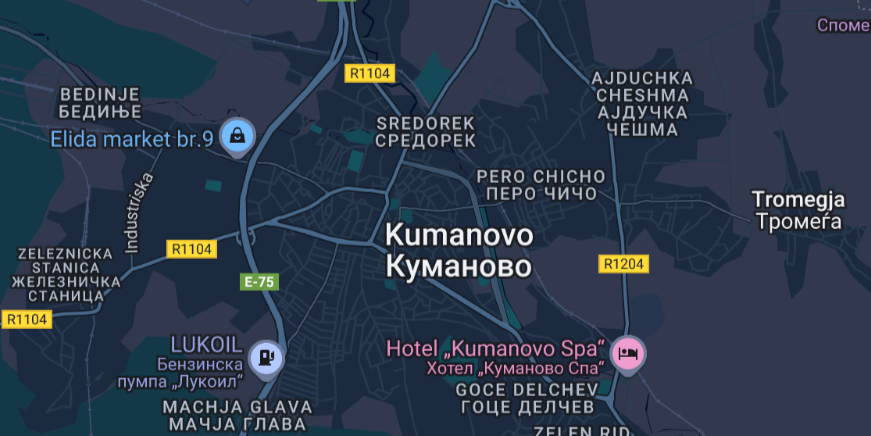 Споме
R1104
AJDUCHKA
CHESHMA
АЈДУЧКА
ЧЕШМА
BEDINJE
БЕДИЊЕ
Elida market br.9
SREDOREK
СРЕДОРЕК
PERO CHICHO
ПЕРО ЧИЧО
Industriska
Tromegja
Тромеѓа
Kumanovo
Куманово
R1104
ZELEZNICKA
STANICA
ЖЕЛЕЗНИЧКА
СТАНИЦА
R1204
E-75
R1104
LUKOIL
Бензинска
пумпа „Лукоил“
Hotel „Kumanovo Spa“
Хотел „Куманово Спа“
GOCE DELCHEV
ГОЦЕ ДЕЛЧЕВ
MACHJA GLAVA
МАЧЈА ГЛАВА
ZELEN RID